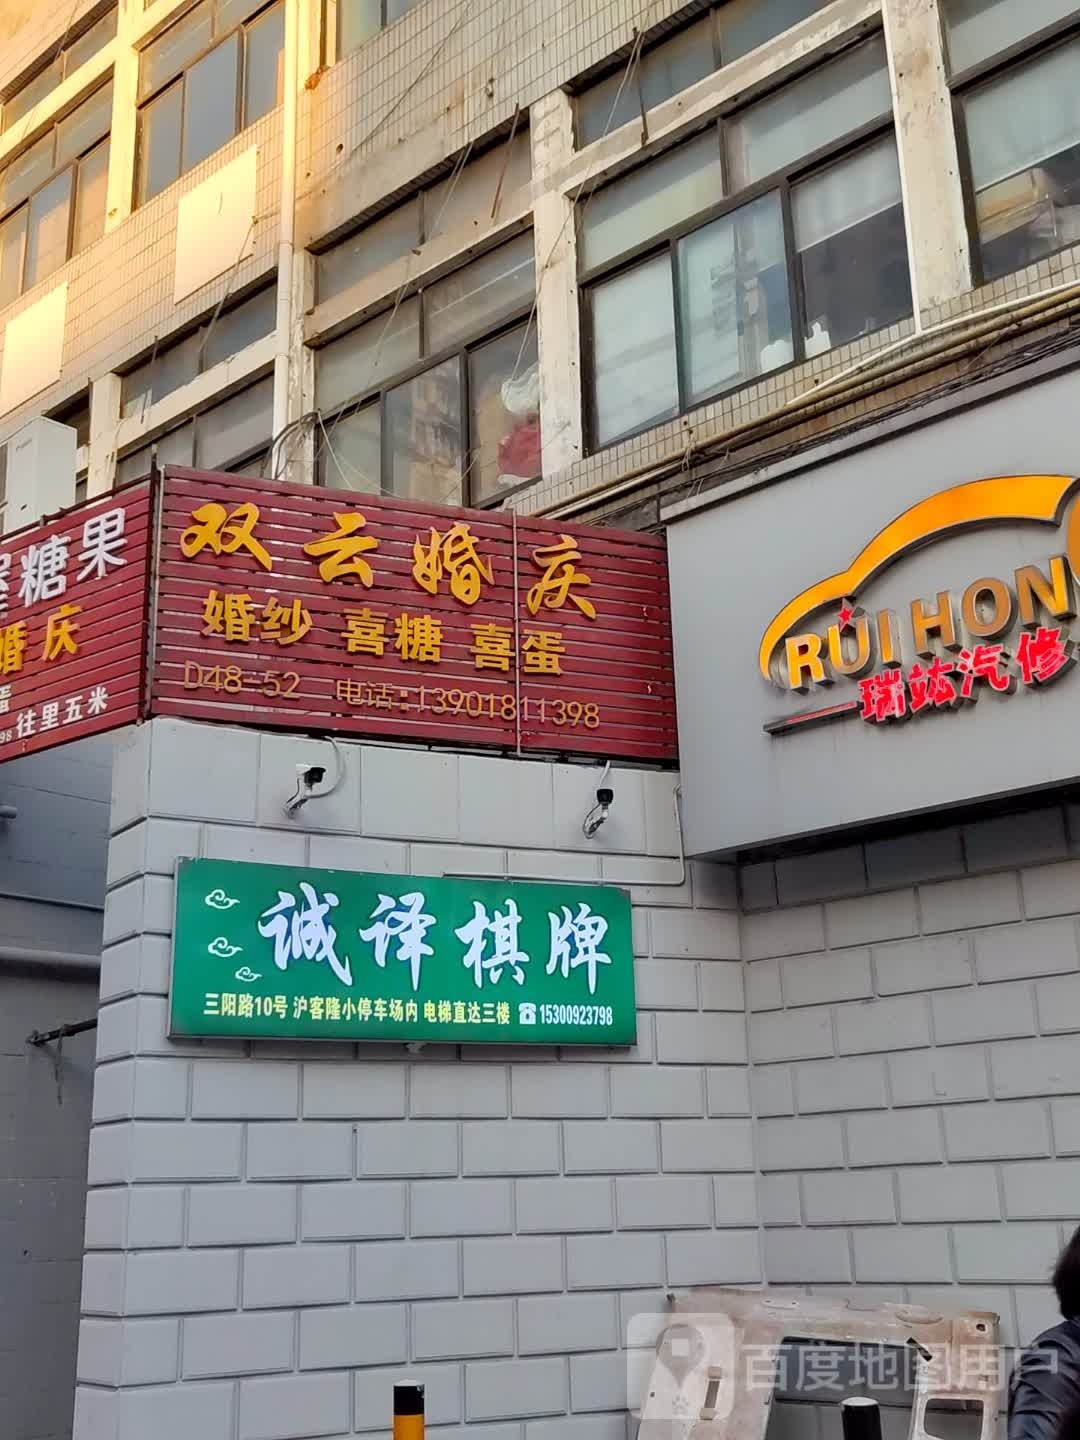 糖果
婚庆
蛋
98 往里五米
双云婚庆
婚纱 喜糖 喜蛋
D48-52 电话:13901811398
RUI HON
瑞竑汽修
诚译棋牌
三阳路10号 沪客隆小停车场内 电梯直达三楼 ☎15300923798
百度地图用户